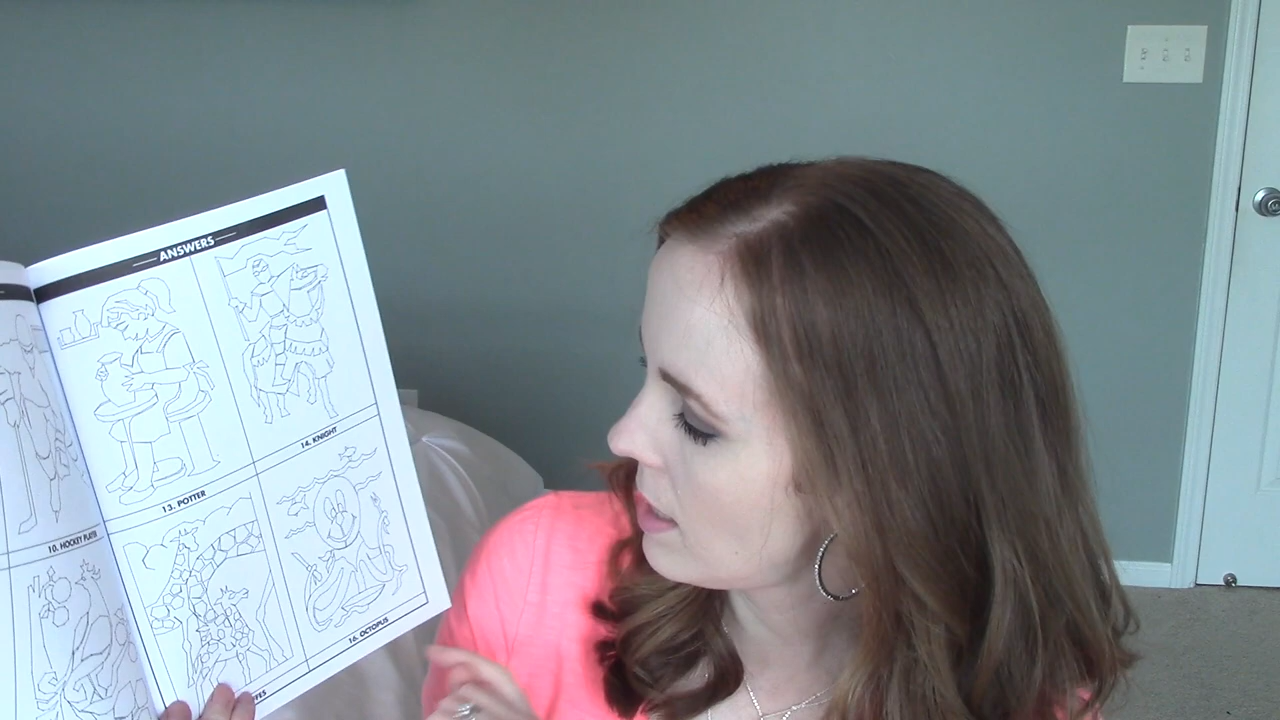 ANSWERS
14. KNIGHT
13. POTTER
10. HOCKEY PLAYER
16. OCTOPUS